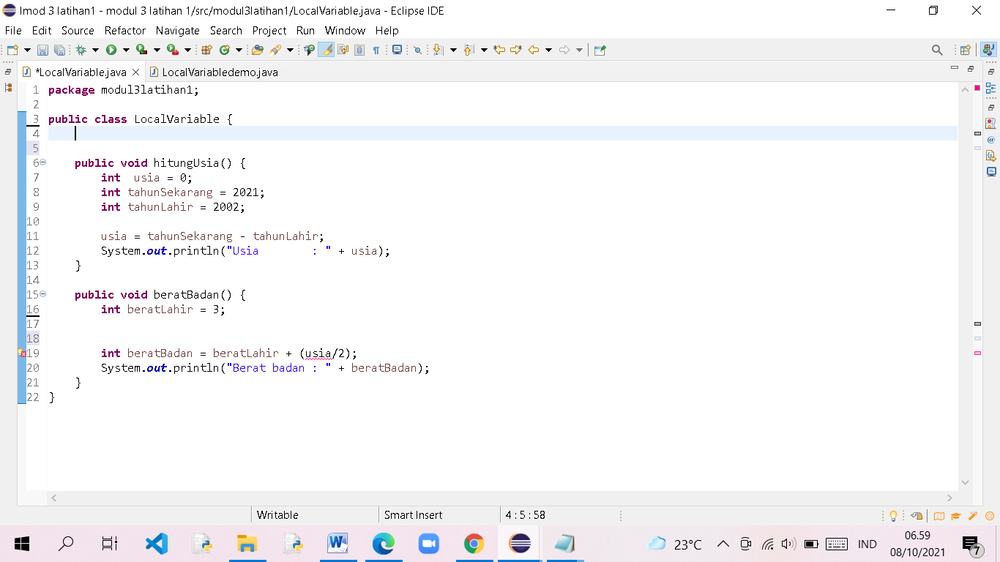 lmod 3 latihan1 - modul 3 latihan 1/src/modul3latihan1/LocalVariable.java - Eclipse IDE
File Edit Source Refactor Navigate Search Project Run Window Help
*LocalVariable.java LocalVariabledemo.java
1 package modul3latihan1;
2
3 public class LocalVariable {
4
5
6 public void hitungUsia() {
7 int  usia = 0;
8 int tahunSekarang = 2021;
9 int tahunLahir = 2002;
10
11 usia = tahunSekarang - tahunLahir;
12 System.out.println("Usia        : " + usia);
13 }
14
15 public void beratBadan() {
16 int beratLahir = 3;
17
18
19 int beratBadan = beratLahir + (usia/2);
20 System.out.println("Berat badan : " + beratBadan);
21 }
22 }
Writable Smart Insert 4 : 5 : 58
23°C IND 06.59
08/10/2021 7